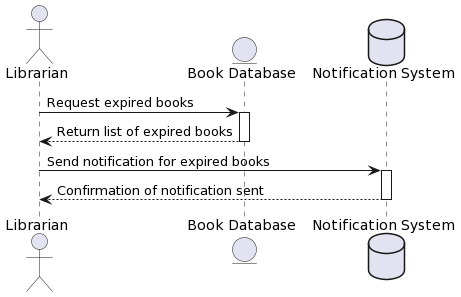 Librarian
Book Database
Notification System
Request expired books
Return list of expired books
Send notification for expired books
Confirmation of notification sent
Librarian
Book Database
Notification System